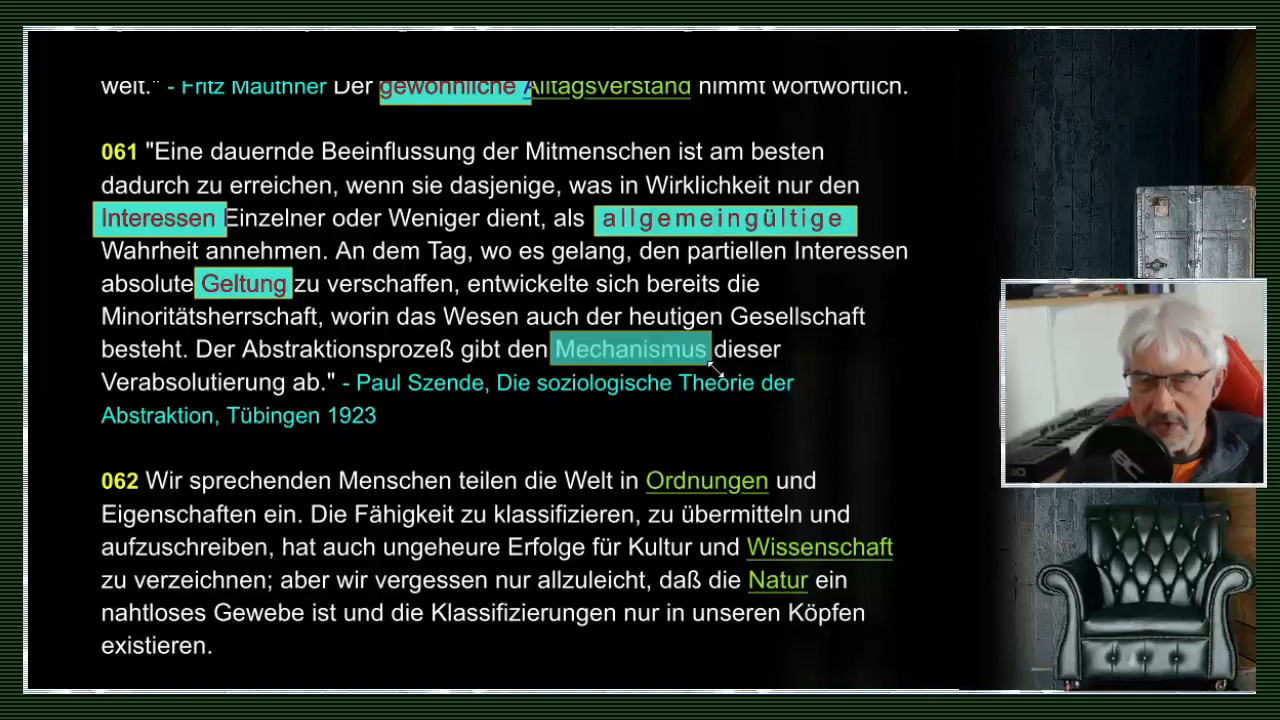 welt." - Fritz Mauthner Der gewöhnliche Alltagsverstand nimmt wortwörtlich.
061 "Eine dauernde Beeinflussung der Mitmenschen ist am besten
dadurch zu erreichen, wenn sie dasjenige, was in Wirklichkeit nur den
Interessen Einzelner oder Weniger dient, als allgemeingültige
Wahrheit annehmen. An dem Tag, wo es gelang, den partiellen Interessen
absolute Geltung zu verschaffen, entwickelte sich bereits die
Minoritätsherrschaft, worin das Wesen auch der heutigen Gesellschaft
besteht. Der Abstraktionsprozeß gibt den Mechanismus dieser
Verabsolutierung ab." - Paul Szende, Die soziologische Theorie der
Abstraktion, Tübingen 1923
062 Wir sprechenden Menschen teilen die Welt in Ordnungen und
Eigenschaften ein. Die Fähigkeit zu klassifizieren, zu übermitteln und
aufzuschreiben, hat auch ungeheure Erfolge für Kultur und Wissenschaft
zu verzeichnen; aber wir vergessen nur allzuleicht, daß die Natur ein
nahtloses Gewebe ist und die Klassifizierungen nur in unseren Köpfen
existieren.